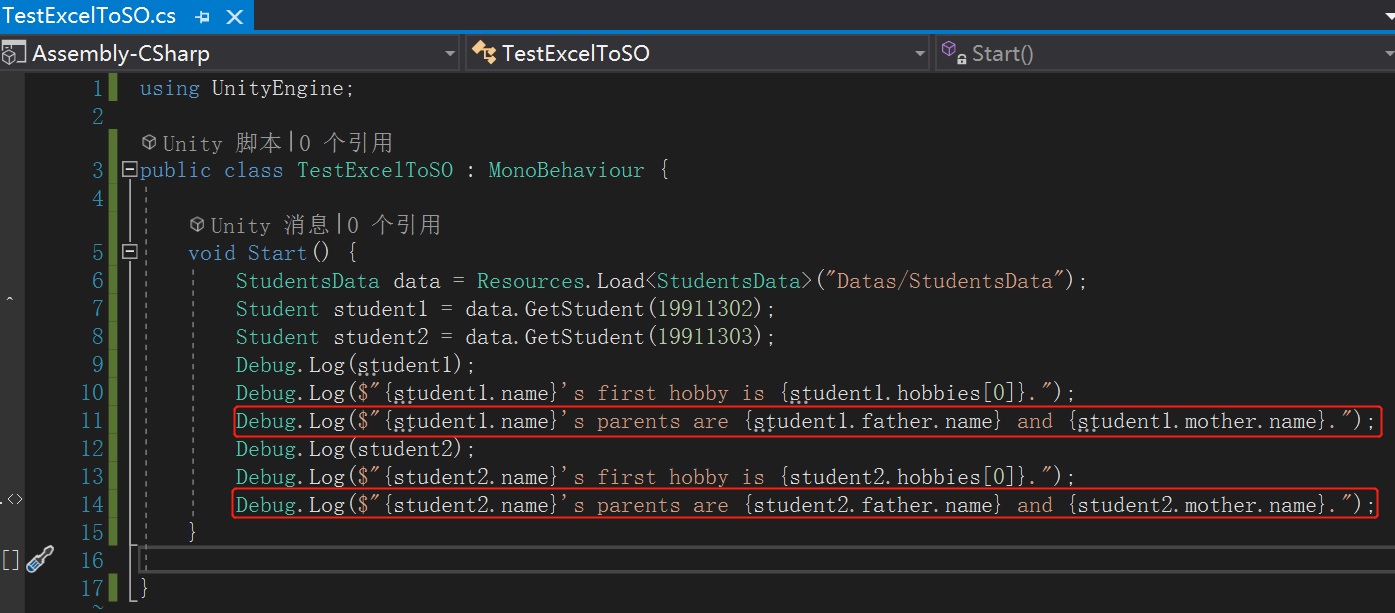 TestExcelToSO.cs
Assembly-CSharp TestExcelToSO Start()
1 using UnityEngine;
2
Unity 脚本|0 个引用
3 public class TestExcelToSO : MonoBehaviour {
4
Unity 消息|0 个引用
5 void Start() {
6 StudentsData data = Resources.Load<StudentsData>("Datas/StudentsData");
7 Student student1 = data.GetStudent(19911302);
8 Student student2 = data.GetStudent(19911303);
9 Debug.Log(student1);
10 Debug.Log($"{student1.name}'s first hobby is {student1.hobbies[0]}.");
11 Debug.Log($"{student1.name}'s parents are {student1.father.name} and {student1.mother.name}.");
12 Debug.Log(student2);
13 Debug.Log($"{student2.name}'s first hobby is {student2.hobbies[0]}.");
14 Debug.Log($"{student2.name}'s parents are {student2.father.name} and {student2.mother.name}.");
15 }
16
17 }